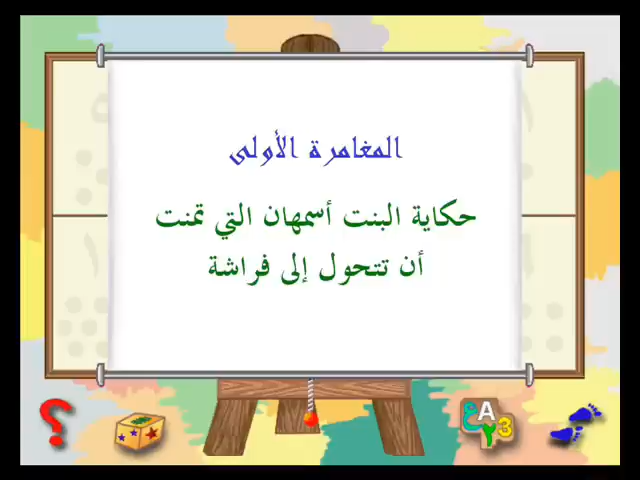 المغامرة الأولى
حكاية البنت أسمهان التي تمنت
أن تتحول إلى فراشة